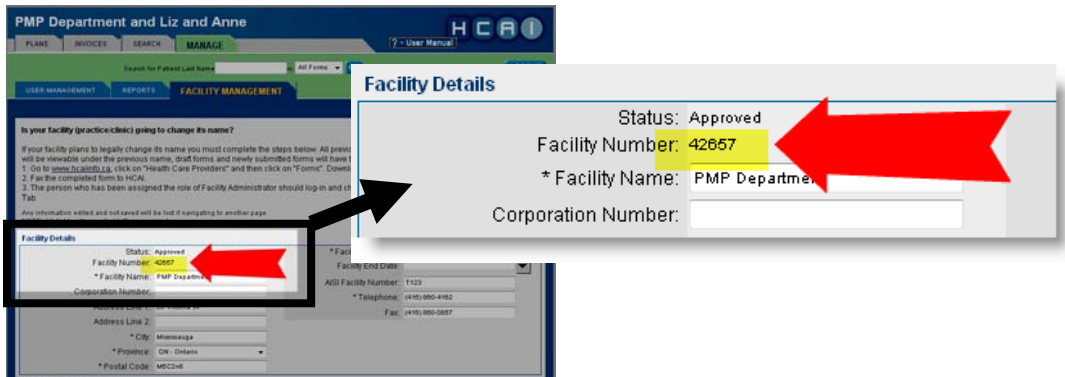 PMP Department and Liz and Anne
HCAI
PLANS INVOICES SEARCH MANAGE
? - User Manual
Search for Patient Last Name
All Forms
USER MANAGEMENT REPORTS FACILITY MANAGEMENT
Is your facility (practice/clinic) going to change its name?
If your facility plans to legally change its name you must complete the steps below. All previo
will be viewable under the previous name, draft forms and newly submitted forms will have t
1. Go to www.hcaiinfo.ca, click on "Health Care Providers" and then click on "Forms". Downl
2. Fax the completed form to HCAI.
3. The person who has been assigned the role of Facility Administrator should log-in and ch
Tab
Any information edited and not saved will be lost if navigating to another page
Facility Details
Status: Approved
Facility Number: 42657
* Facility Name: PMP Departme
Corporation Number:
Address Line 1:
Address Line 2:
* City: Mississauga
* Province: ON - Ontario
* Postal Code: M5C2n8
Facility End Date:
AISI Facility Number: T123
* Telephone: (416) 860-4162
Fax: (416) 860-0857
Facility Details
Status: Approved
Facility Number: 42657
* Facility Name: PMP Departme
Corporation Number: